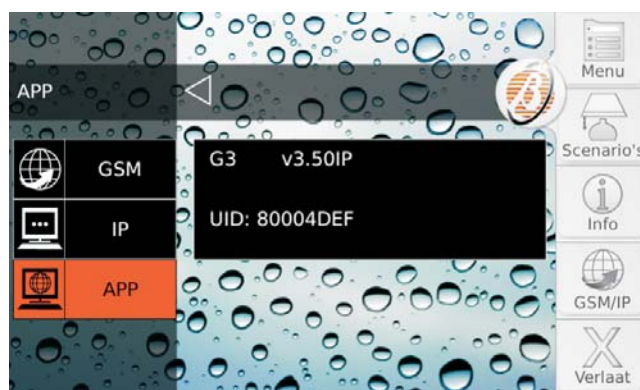 APP
GSM
IP
APP
G3 v3.50IP
UID: 80004DEF
Menu
Scenario's
Info
GSM/IP
Verlaat